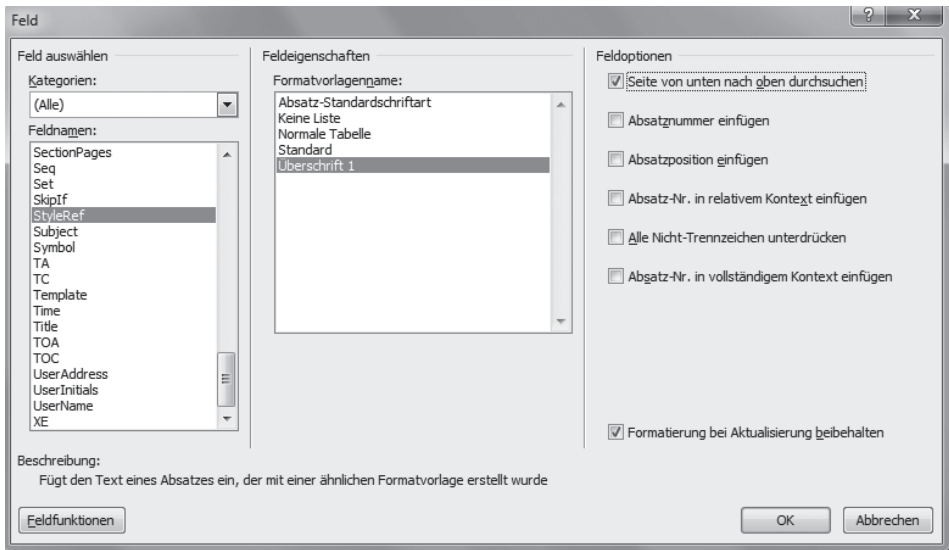 Feld
Feld auswählen
Kategorien:
(Alle)
Feldnamen:
SectionPages
Seq
Set
SkipIf
StyleRef
Subject
Symbol
TA
TC
Template
Time
Title
TOA
TOC
UserAddress
UserInitials
UserName
XE
Feldeigenschaften
Formatvorlagenname:
Absatz-Standardschriftart
Keine Liste
Normale Tabelle
Standard
Überschrift 1
Feldoptionen
Seite von unten nach oben durchsuchen
Absatznummer einfügen
Absatzposition einfügen
Absatz-Nr. in relativem Kontext einfügen
Alle Nicht-Trennzeichen unterdrücken
Absatz-Nr. in vollständigem Kontext einfügen
Formatierung bei Aktualisierung beibehalten
Beschreibung:
Fügt den Text eines Absatzes ein, der mit einer ähnlichen Formatvorlage erstellt wurde
Feldfunktionen
OK
Abbrechen